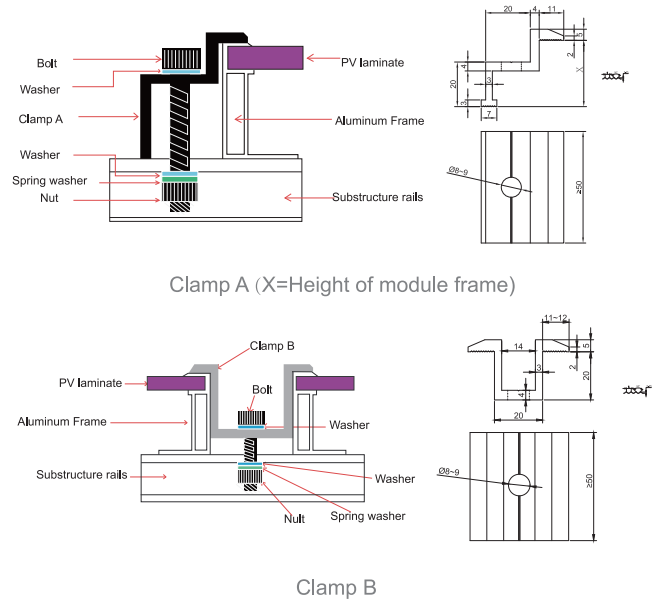 Bolt
Washer
Clamp A
Washer
Spring washer
Nut
PV laminate
Aluminum Frame
Substructure rails
20
4
11
5
2
X
4
3
20
3
7
Ø8~9
≥50
Clamp A (X=Height of module frame)
Clamp B
PV laminate
Bolt
Aluminum Frame
Washer
Substructure rails
Washer
Spring washer
Nult
11~12
14
5
2
3
20
4
20
Ø8~9
≥50
Clamp B